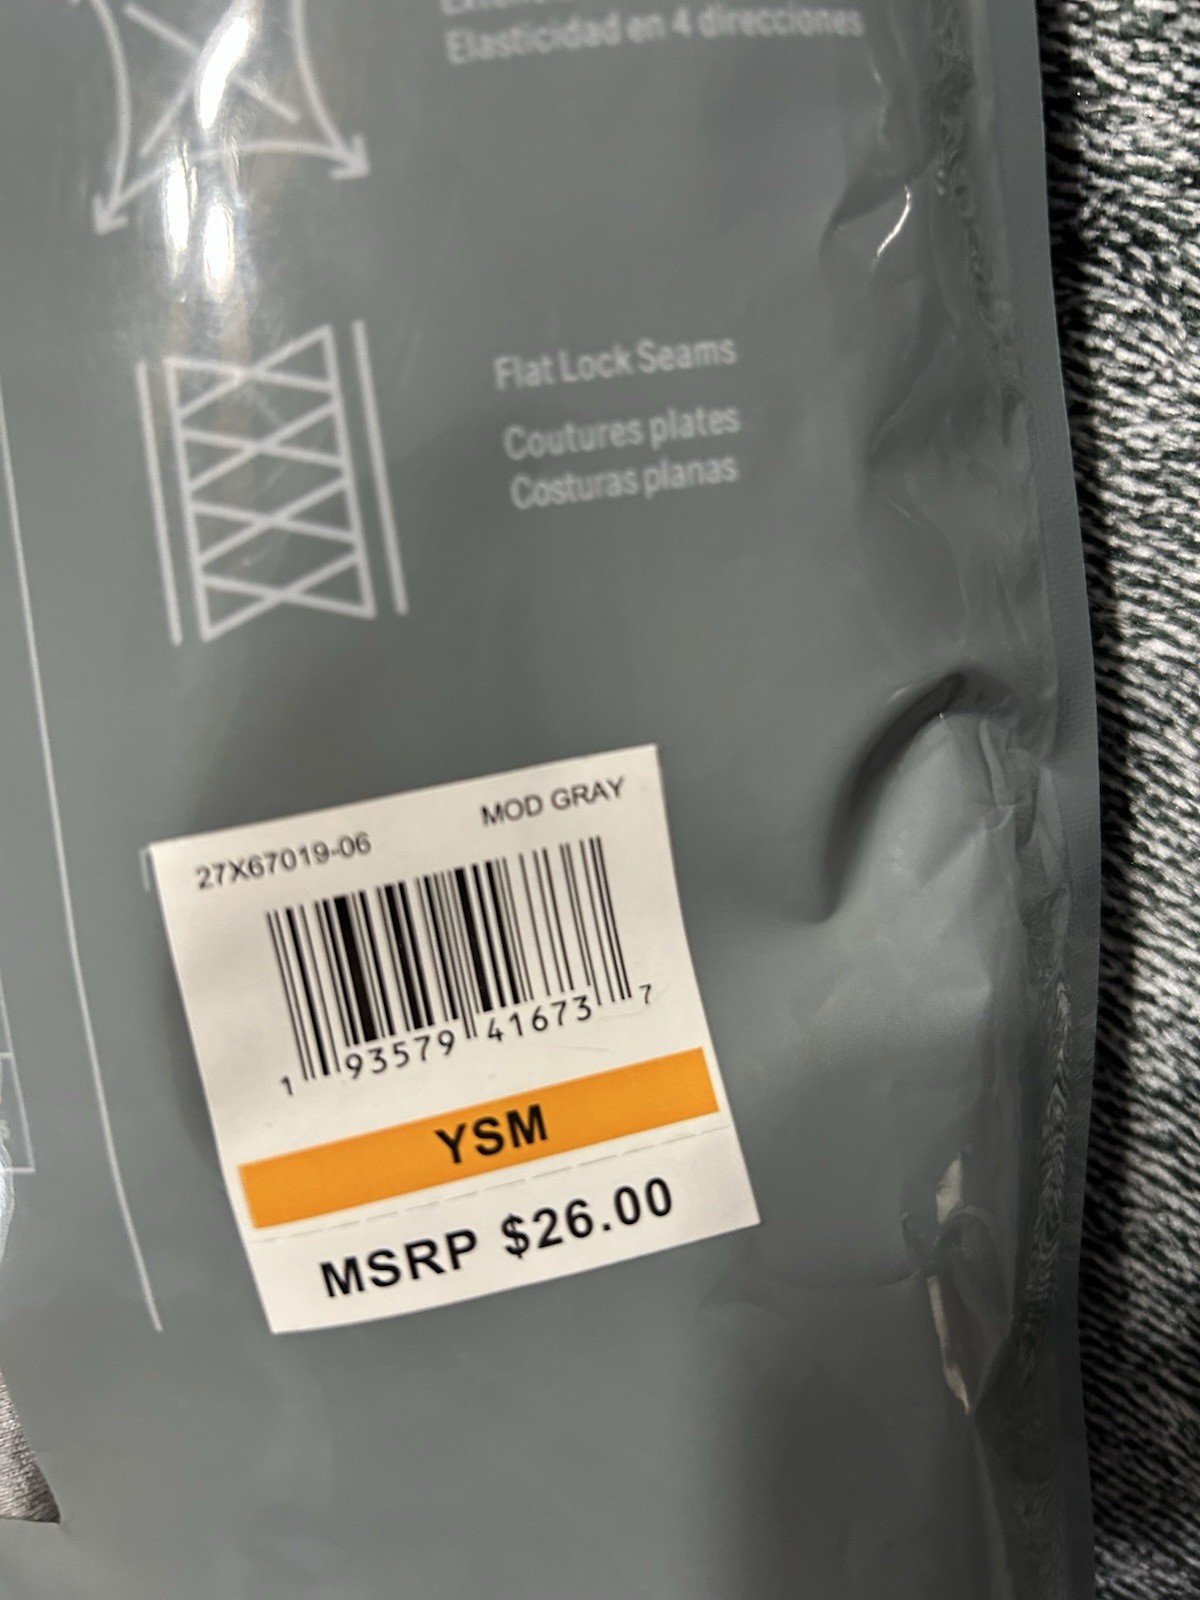 Elasticidad en 4 direcciones
Flat Lock Seams
Coutures plates
Costuras planas
27X67019-06 MOD GRAY
1 93579 41673 7
YSM
MSRP $26.00